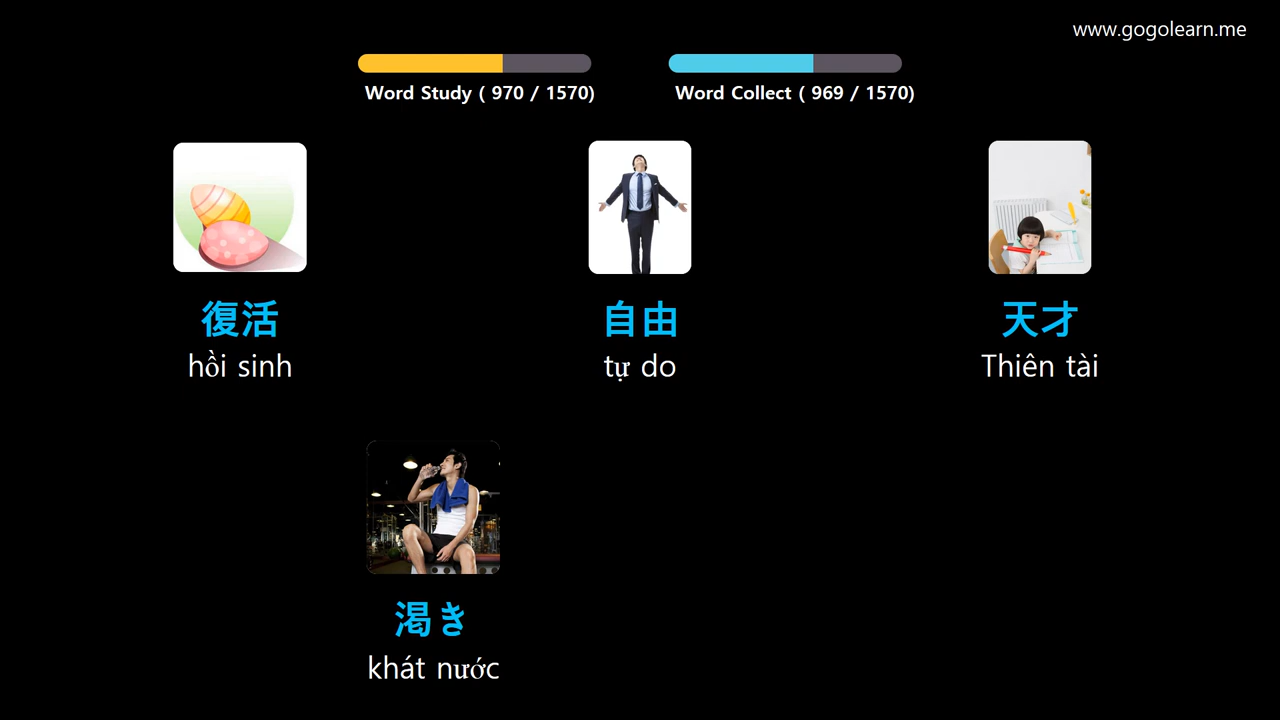 www.gogolearn.me
Word Study ( 970 / 1570)
Word Collect ( 969 / 1570)
復活
hồi sinh
自由
tự do
天才
Thiên tài
渇き
khát nước